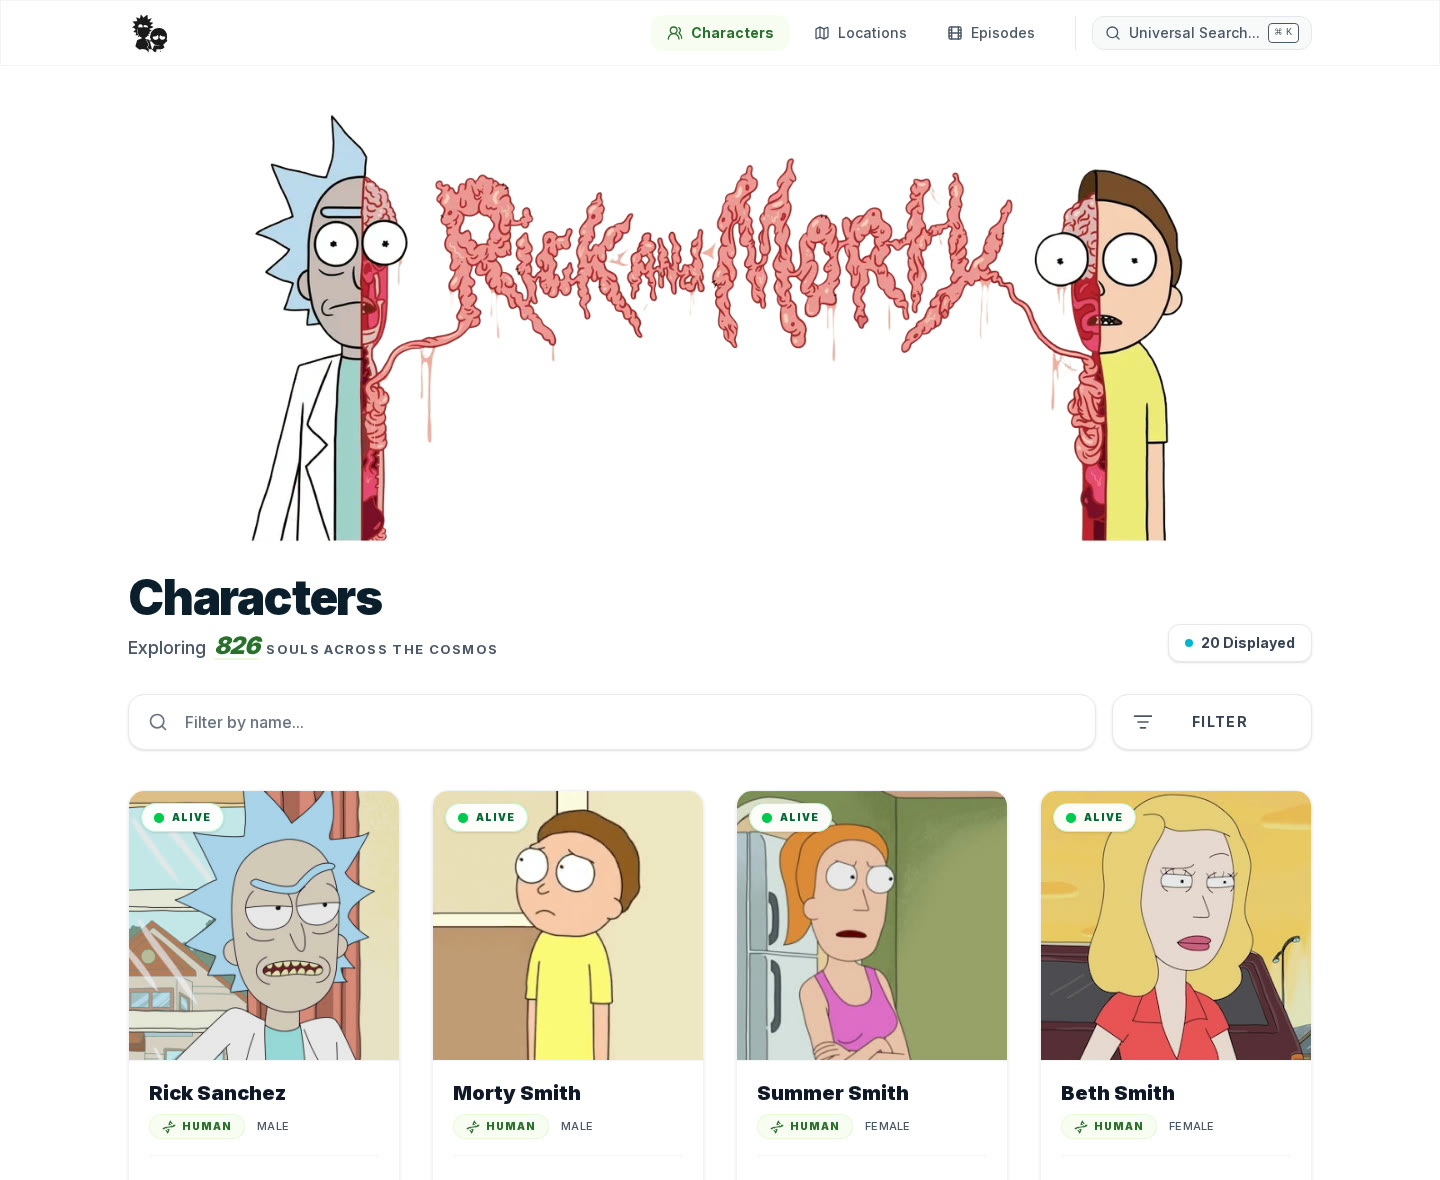 Characters
Locations
Episodes
Universal Search...
⌘ K
Rick and Morty
Characters
Exploring 826 SOULS ACROSS THE COSMOS
20 Displayed
Filter by name...
FILTER
ALIVE
ALIVE
ALIVE
ALIVE
Rick Sanchez
Morty Smith
Summer Smith
Beth Smith
HUMAN MALE
HUMAN MALE
HUMAN FEMALE
HUMAN FEMALE